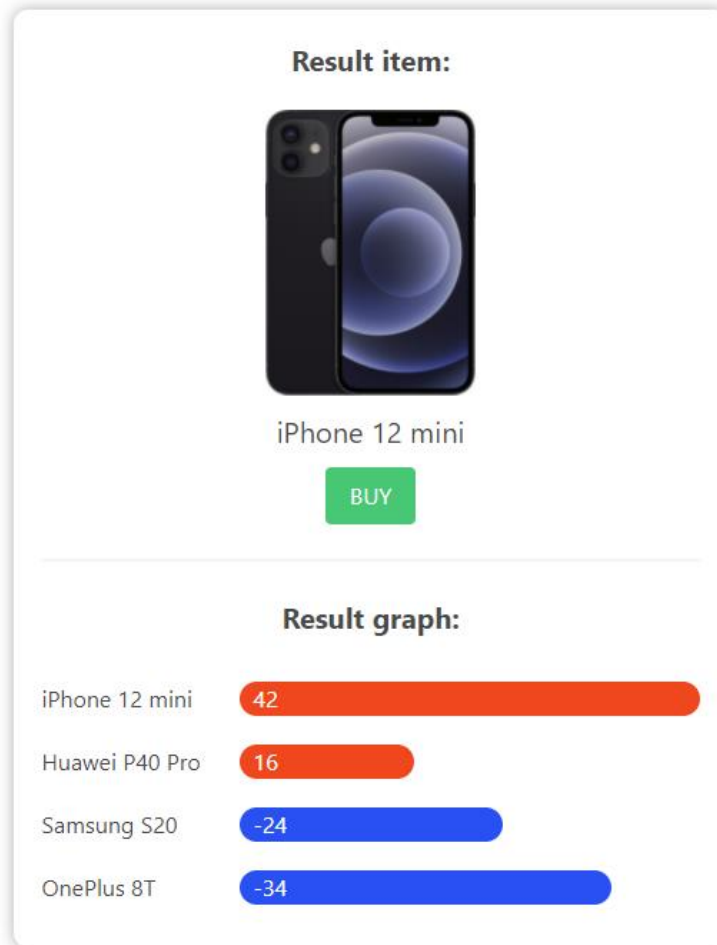 Result item:
iPhone 12 mini
BUY
Result graph:
iPhone 12 mini 42
Huawei P40 Pro 16
Samsung S20 -24
OnePlus 8T -34